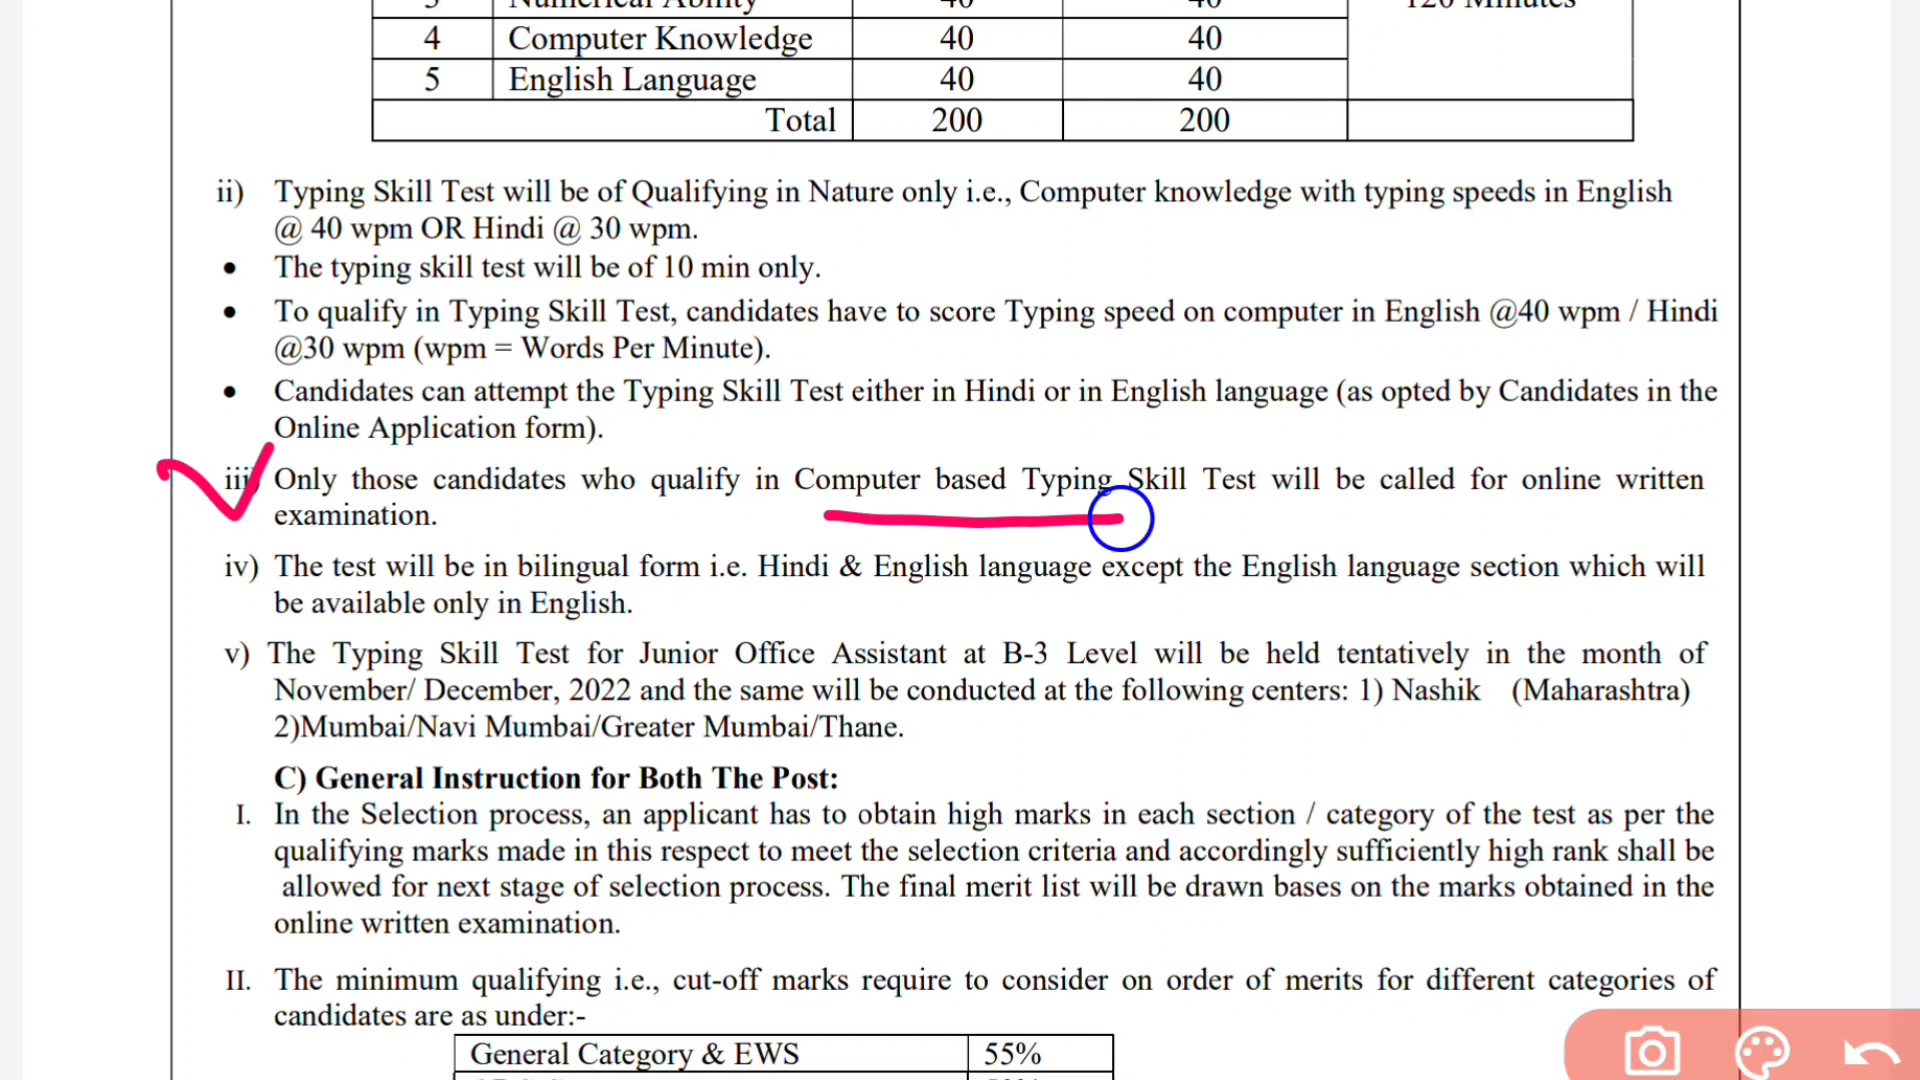 3 Numerical Ability 40 40 120 Minutes
4 Computer Knowledge 40 40
5 English Language 40 40
Total 200 200
ii) Typing Skill Test will be of Qualifying in Nature only i.e., Computer knowledge with typing speeds in English
@ 40 wpm OR Hindi @ 30 wpm.
• The typing skill test will be of 10 min only.
• To qualify in Typing Skill Test, candidates have to score Typing speed on computer in English @40 wpm / Hindi
@30 wpm (wpm = Words Per Minute).
• Candidates can attempt the Typing Skill Test either in Hindi or in English language (as opted by Candidates in the
Online Application form).
iii) Only those candidates who qualify in Computer based Typing Skill Test will be called for online written
examination.
iv) The test will be in bilingual form i.e. Hindi & English language except the English language section which will
be available only in English.
v) The Typing Skill Test for Junior Office Assistant at B-3 Level will be held tentatively in the month of
November/ December, 2022 and the same will be conducted at the following centers: 1) Nashik (Maharashtra)
2)Mumbai/Navi Mumbai/Greater Mumbai/Thane.
C) General Instruction for Both The Post:
I. In the Selection process, an applicant has to obtain high marks in each section / category of the test as per the
qualifying marks made in this respect to meet the selection criteria and accordingly sufficiently high rank shall be
allowed for next stage of selection process. The final merit list will be drawn bases on the marks obtained in the
online written examination.
II. The minimum qualifying i.e., cut-off marks require to consider on order of merits for different categories of
candidates are as under:-
General Category & EWS 55%